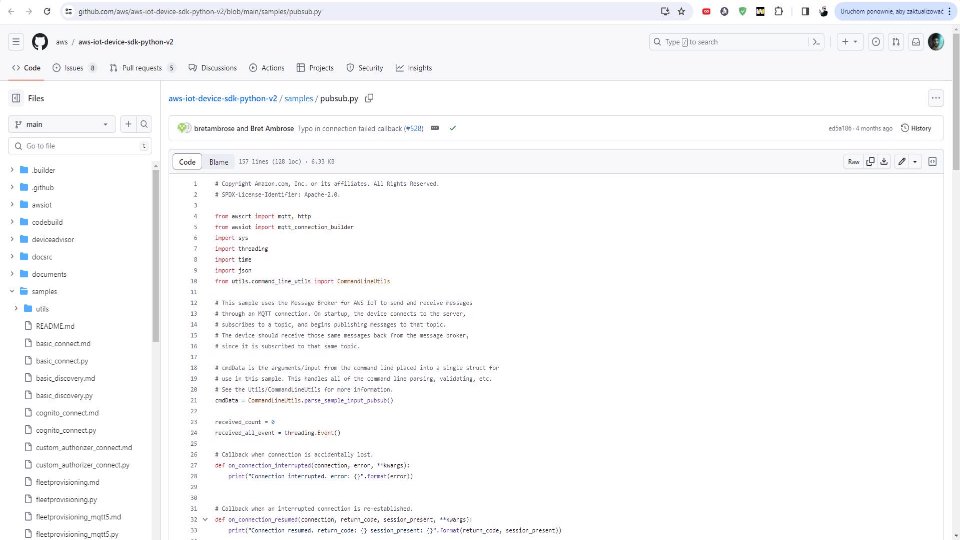 github.com/aws/aws-iot-device-sdk-python-v2/blob/main/samples/pubsub.py
Uruchom ponownie, aby zaktualizować
aws / aws-iot-device-sdk-python-v2
Type / to search
Code
Issues 8
Pull requests 5
Discussions
Actions
Projects
Security
Insights
Files
aws-iot-device-sdk-python-v2 / samples / pubsub.py
main
Go to file
t
bretambrose and Bret Ambrose Typo in connection failed callback (#528)
ed5a186 · 4 months ago
History
Code
Blame
157 lines (128 loc) · 6.33 KB
Raw
.builder
.github
awsiot
codebuild
deviceadvisor
docsrc
documents
samples
utils
README.md
basic_connect.md
basic_connect.py
basic_discovery.md
basic_discovery.py
cognito_connect.md
cognito_connect.py
custom_authorizer_connect.md
custom_authorizer_connect.py
fleetprovisioning.md
fleetprovisioning.py
fleetprovisioning_mqtt5.md
fleetprovisioning_mqtt5.py
1 # Copyright Amazon.com, Inc. or its affiliates. All Rights Reserved.
2 # SPDX-License-Identifier: Apache-2.0.
3
4 from awscrt import mqtt, http
5 from awsiot import mqtt_connection_builder
6 import sys
7 import threading
8 import time
9 import json
10 from utils.command_line_utils import CommandLineUtils
11
12 # This sample uses the Message Broker for AWS IoT to send and receive messages
13 # through an MQTT connection. On startup, the device connects to the server,
14 # subscribes to a topic, and begins publishing messages to that topic.
15 # The device should receive those same messages back from the message broker,
16 # since it is subscribed to that same topic.
17
18 # cmdData is the arguments/input from the command line placed into a single struct for
19 # use in this sample. This handles all of the command line parsing, validating, etc.
20 # See the Utils/CommandLineUtils for more information.
21 cmdData = CommandLineUtils.parse_sample_input_pubsub()
22
23 received_count = 0
24 received_all_event = threading.Event()
25
26 # Callback when connection is accidentally lost.
27 def on_connection_interrupted(connection, error, **kwargs):
28 print("Connection interrupted. error: {}".format(error))
29
30
31 # Callback when an interrupted connection is re-established.
32 def on_connection_resumed(connection, return_code, session_present, **kwargs):
33 print("Connection resumed. return_code: {} session_present: {}".format(return_code, session_present))